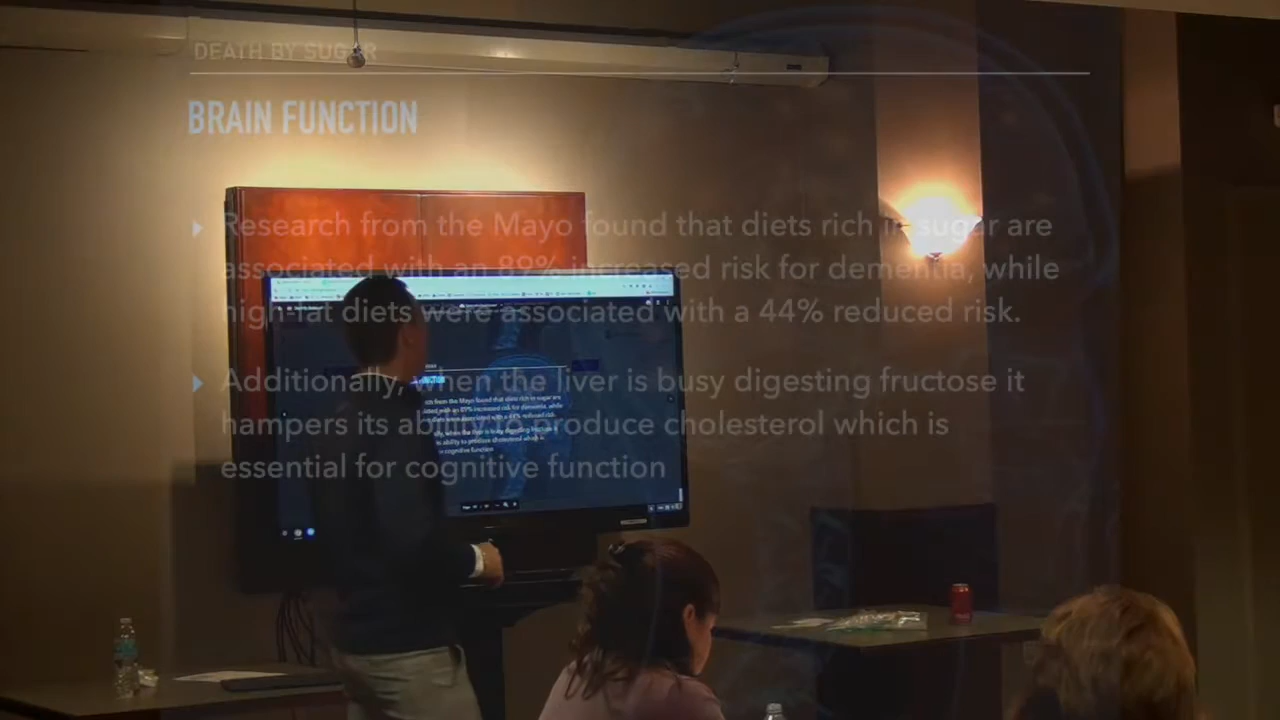 DEATH BY SUGAR
BRAIN FUNCTION
Research from the Mayo found that diets rich in sugar are
associated with an 89% increased risk for dementia, while
high-fat diets were associated with a 44% reduced risk.
Additionally, when the liver is busy digesting fructose it
hampers its ability to produce cholesterol which is
essential for cognitive function